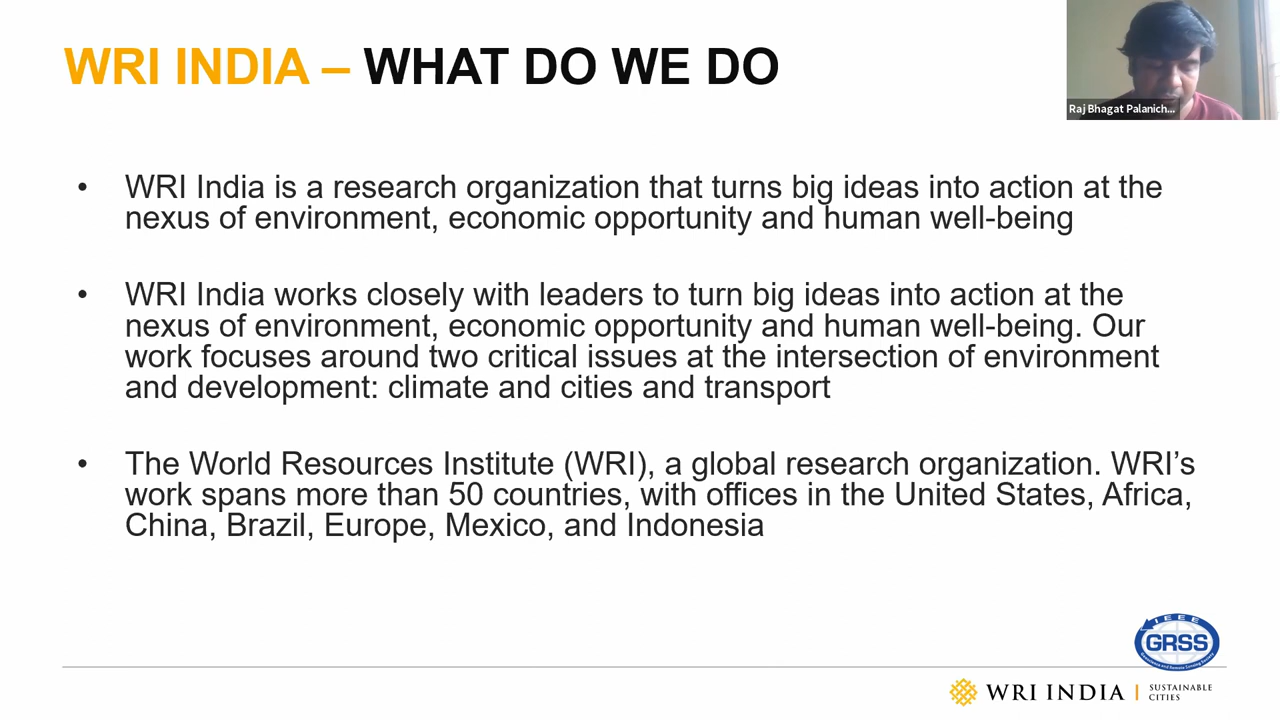 WRI INDIA – WHAT DO WE DO
Raj Bhagat Palanich...
• WRI India is a research organization that turns big ideas into action at the
nexus of environment, economic opportunity and human well-being
• WRI India works closely with leaders to turn big ideas into action at the
nexus of environment, economic opportunity and human well-being. Our
work focuses around two critical issues at the intersection of environment
and development: climate and cities and transport
• The World Resources Institute (WRI), a global research organization. WRI’s
work spans more than 50 countries, with offices in the United States, Africa,
China, Brazil, Europe, Mexico, and Indonesia
IEEE
GRSS
Geoscience and Remote Sensing Society
WRI INDIA | SUSTAINABLE
CITIES